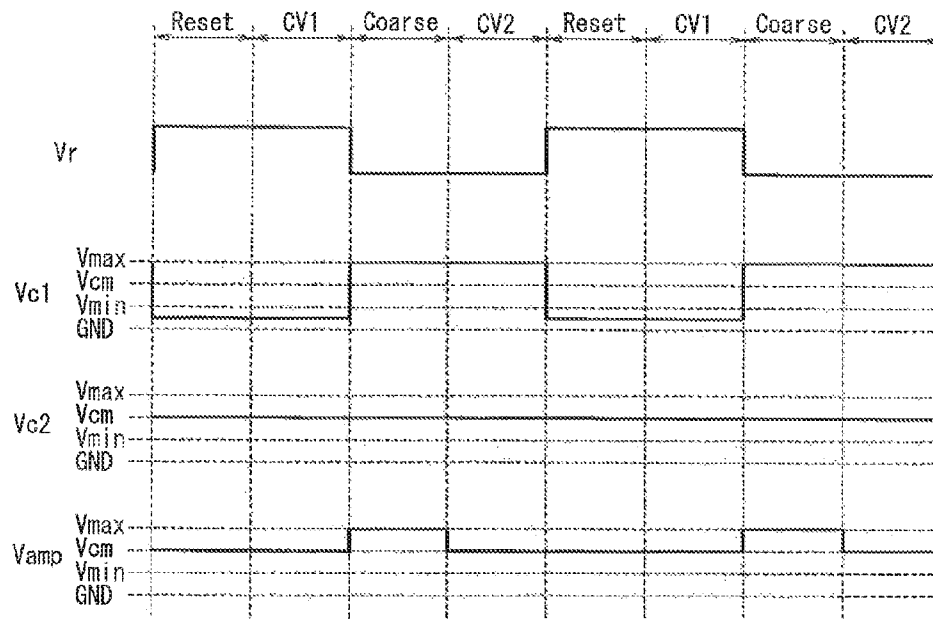 Reset CV1 Coarse CV2 Reset CV1 Coarse CV2
Vr
Vc1
Vmax
Vcm
Vmin
GND
Vc2
Vmax
Vcm
Vmin
GND
Vamp
Vmax
Vcm
Vmin
GND